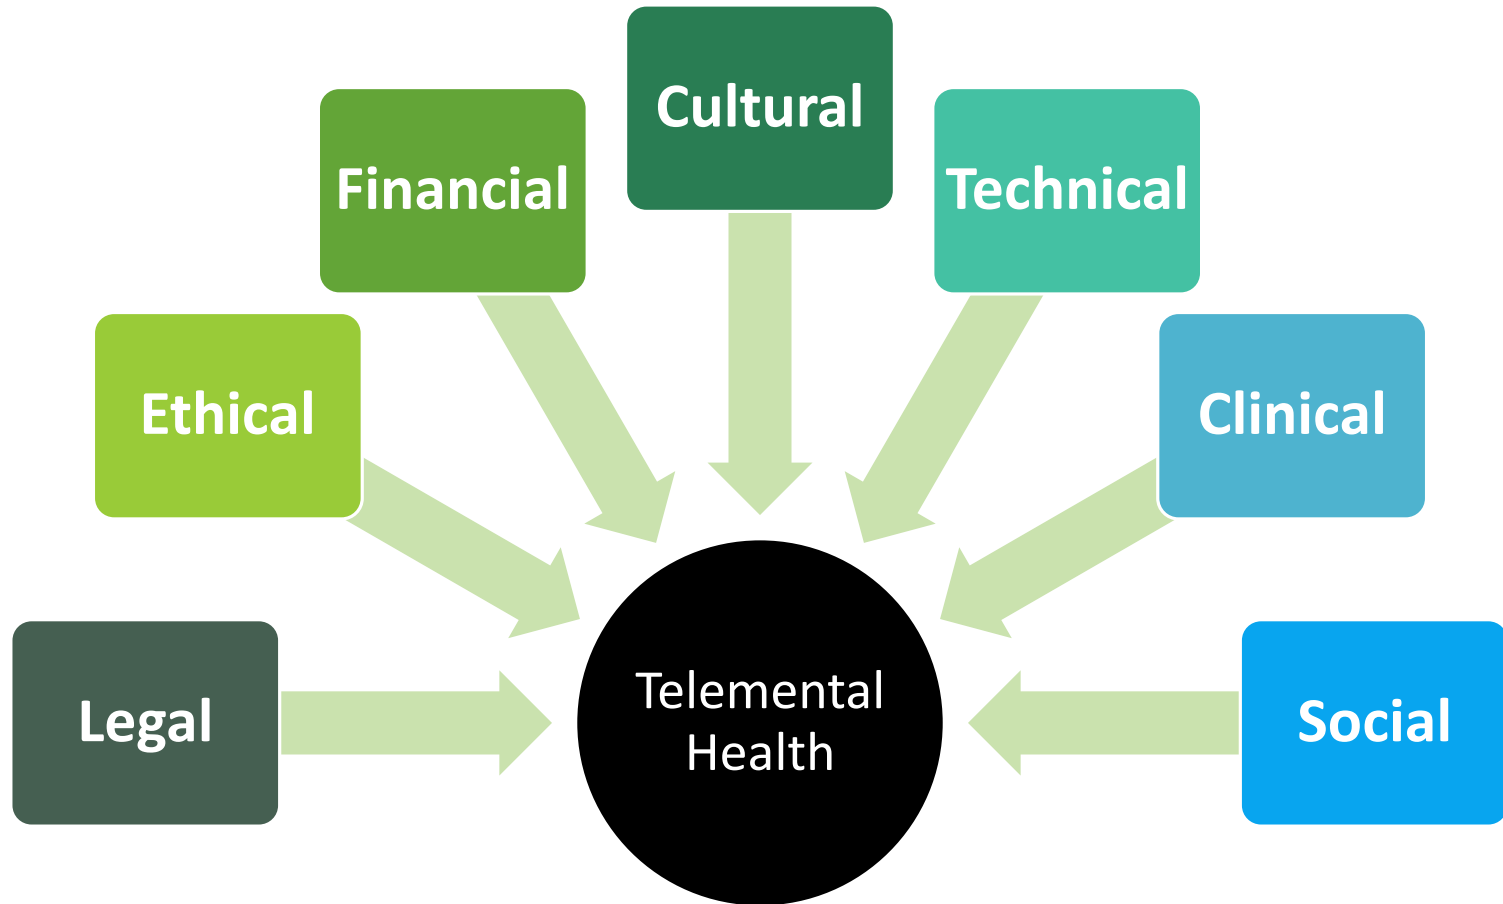 Cultural
Financial
Technical
Ethical
Clinical
Legal
Telemental
Health
Social